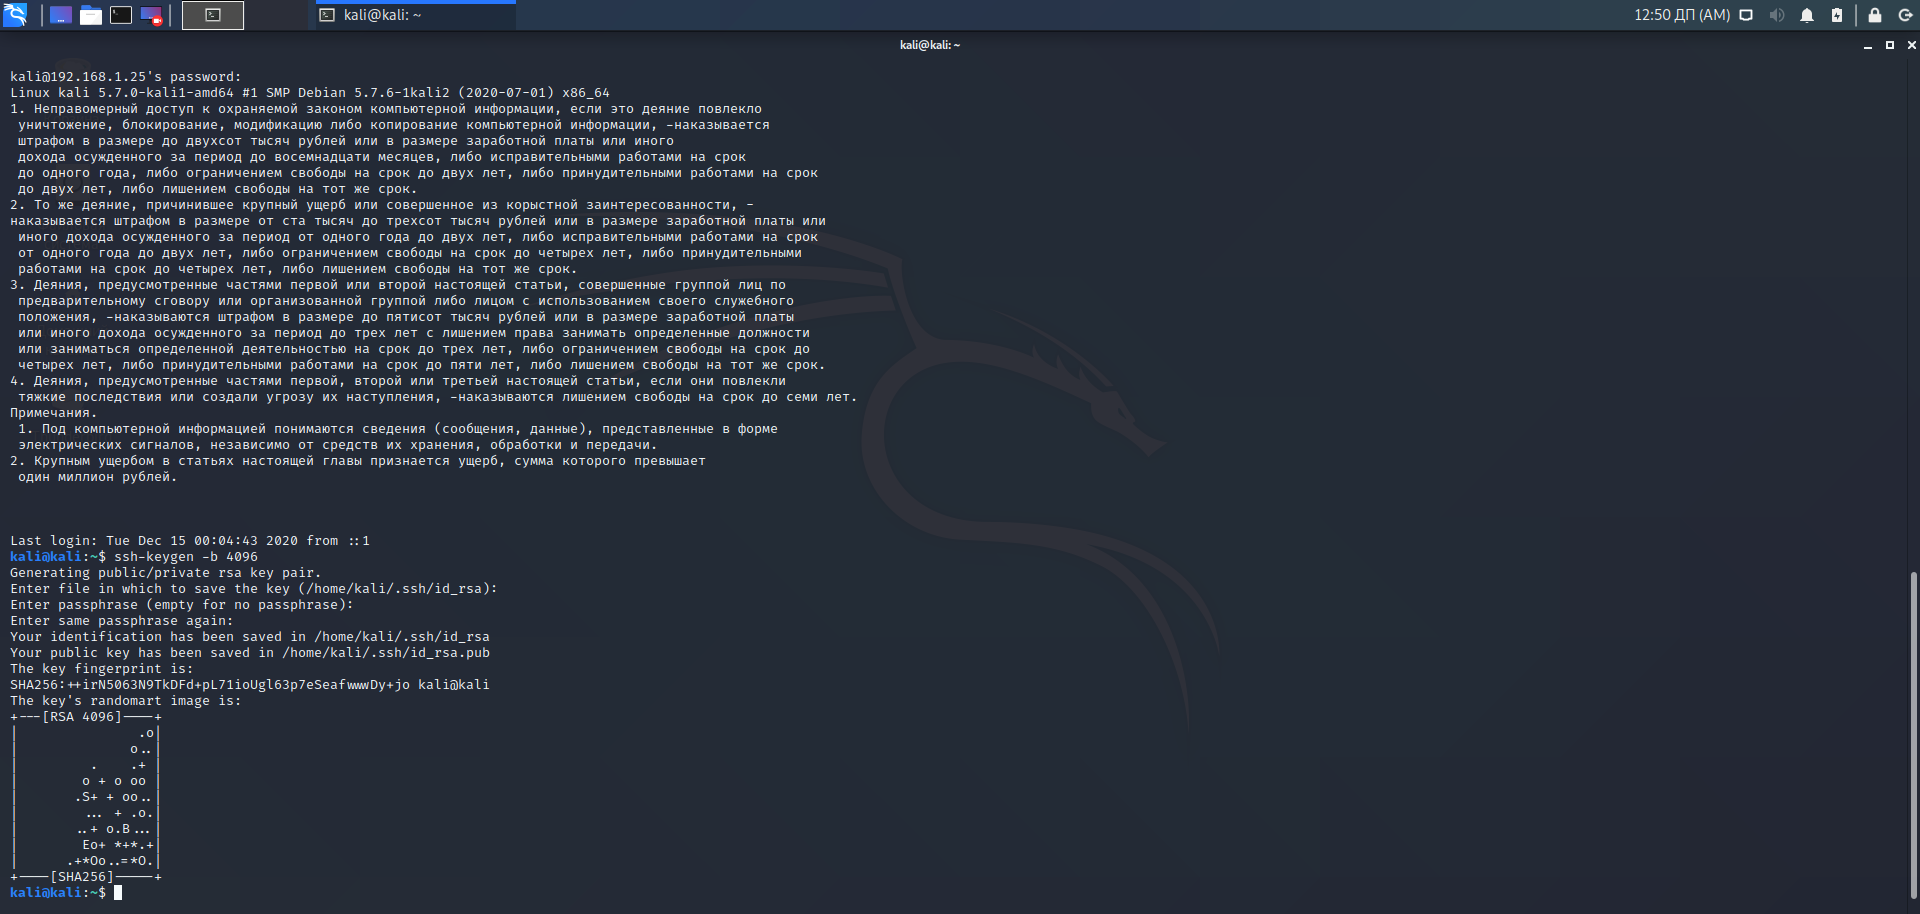 kali@kali: ~
12:50 ДП (AM)
kali@kali: ~
kali@192.168.1.25's password:
Linux kali 5.7.0-kali1-amd64 #1 SMP Debian 5.7.6-1kali2 (2020-07-01) x86_64
1. Неправомерный доступ к охраняемой законом компьютерной информации, если это деяние повлекло
уничтожение, блокирование, модификацию либо копирование компьютерной информации, -наказывается
штрафом в размере до двухсот тысяч рублей или в размере заработной платы или иного
дохода осужденного за период до восемнадцати месяцев, либо исправительными работами на срок
до одного года, либо ограничением свободы на срок до двух лет, либо принудительными работами на срок
до двух лет, либо лишением свободы на тот же срок.
2. То же деяние, причинившее крупный ущерб или совершенное из корыстной заинтересованности, -
наказывается штрафом в размере от ста тысяч до трехсот тысяч рублей или в размере заработной платы или
иного дохода осужденного за период от одного года до двух лет, либо исправительными работами на срок
от одного года до двух лет, либо ограничением свободы на срок до четырех лет, либо принудительными
работами на срок до четырех лет, либо лишением свободы на тот же срок.
3. Деяния, предусмотренные частями первой или второй настоящей статьи, совершенные группой лиц по
предварительному сговору или организованной группой либо лицом с использованием своего служебного
положения, -наказываются штрафом в размере до пятисот тысяч рублей или в размере заработной платы
или иного дохода осужденного за период до трех лет с лишением права занимать определенные должности
или заниматься определенной деятельностью на срок до трех лет, либо ограничением свободы на срок до
четырех лет, либо принудительными работами на срок до пяти лет, либо лишением свободы на тот же срок.
4. Деяния, предусмотренные частями первой, второй или третьей настоящей статьи, если они повлекли
тяжкие последствия или создали угрозу их наступления, -наказываются лишением свободы на срок до семи лет.
Примечания.
1. Под компьютерной информацией понимаются сведения (сообщения, данные), представленные в форме
электрических сигналов, независимо от средств их хранения, обработки и передачи.
2. Крупным ущербом в статьях настоящей главы признается ущерб, сумма которого превышает
один миллион рублей.
Last login: Tue Dec 15 00:04:43 2020 from ::1
kali@kali:~$ ssh-keygen -b 4096
Generating public/private rsa key pair.
Enter file in which to save the key (/home/kali/.ssh/id_rsa):
Enter passphrase (empty for no passphrase):
Enter same passphrase again:
Your identification has been saved in /home/kali/.ssh/id_rsa
Your public key has been saved in /home/kali/.ssh/id_rsa.pub
The key fingerprint is:
SHA256:++irN5063N9TkDFd+pL71ioUgl63p7eSeafwwwDy+jo kali@kali
The key's randomart image is:
+---[RSA 4096]----+
|               .o|
|              o..|
|         .    .+ |
|        o + o oo |
|       .S+ + oo..|
|        ... + .o.|
|       ..+ o.B...|
|        Eo+ *+*.+|
|      .+*Oo..=*O.|
+----[SHA256]-----+
kali@kali:~$